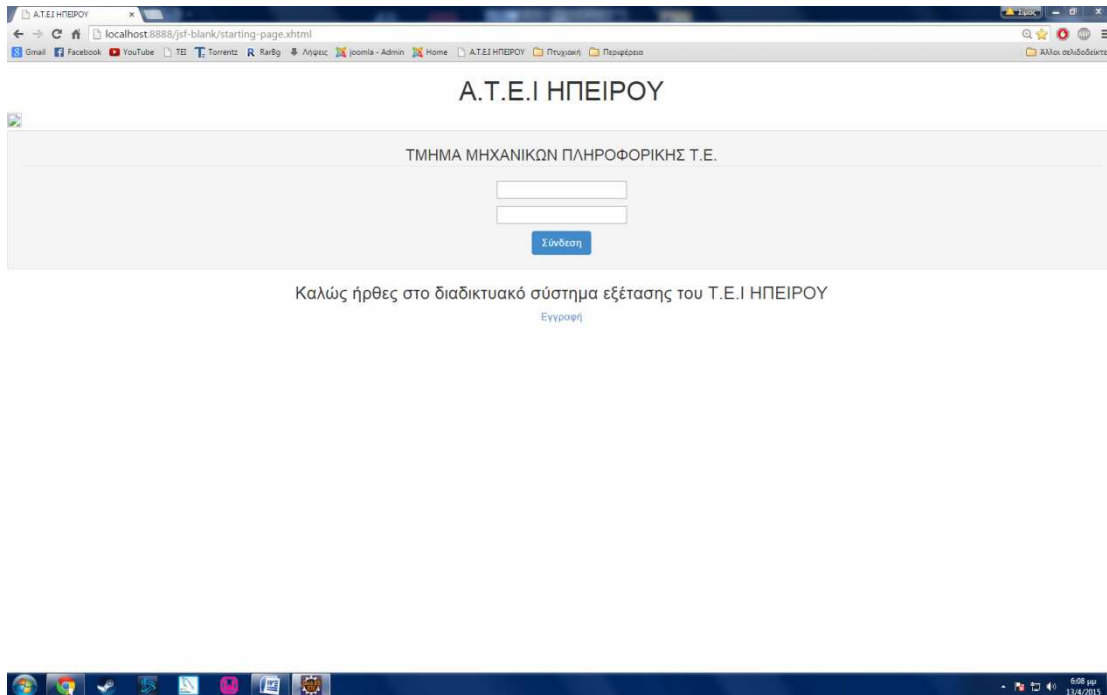 Α.Τ.Ε.Ι ΗΠΕΙΡΟΥ
localhost:8888/jsf-blank/starting-page.xhtml
Gmail Facebook YouTube TEI Torrentz RarBg Λήψεις joomla - Admin Home Α.Τ.Ε.Ι ΗΠΕΙΡΟΥ Πτυχιακή Περιφέρεια Άλλοι σελιδοδείκτε
Α.Τ.Ε.Ι ΗΠΕΙΡΟΥ
ΤΜΗΜΑ ΜΗΧΑΝΙΚΩΝ ΠΛΗΡΟΦΟΡΙΚΗΣ Τ.Ε.
Σύνδεση
Καλώς ήρθες στο διαδικτυακό σύστημα εξέτασης του Τ.Ε.Ι ΗΠΕΙΡΟΥ
Εγγραφή
6:08 μμ
13/4/2015